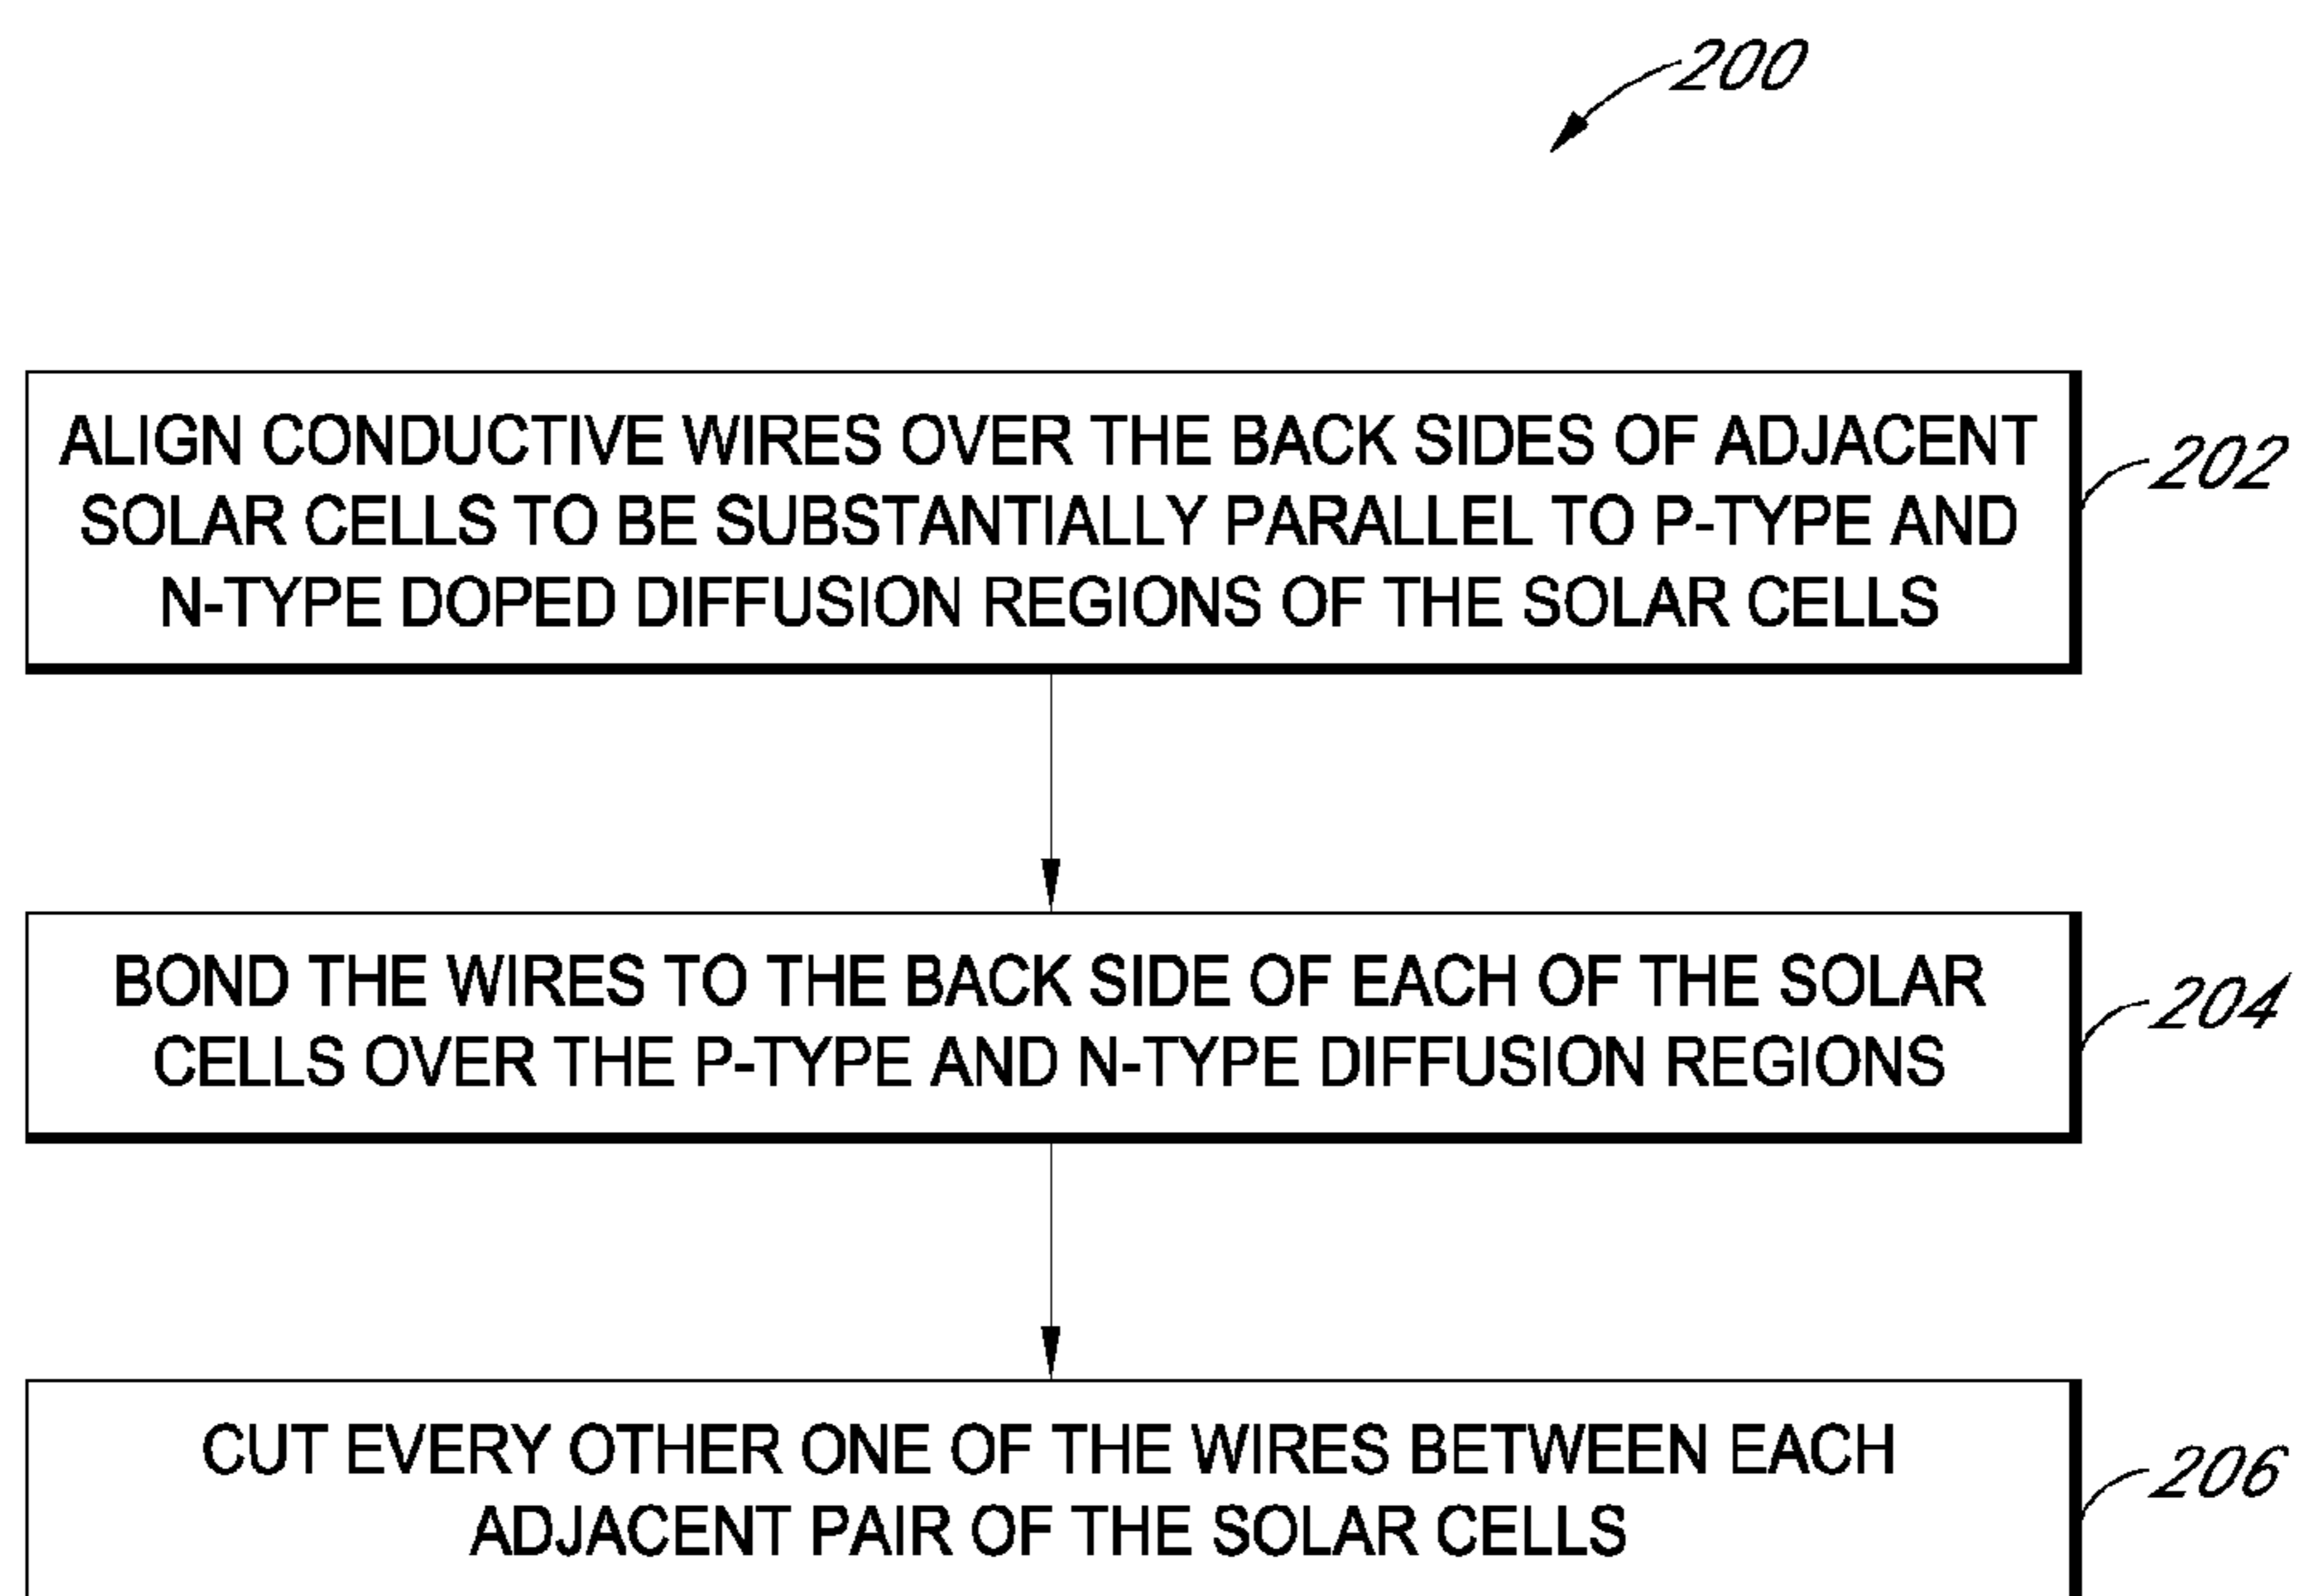 200
ALIGN CONDUCTIVE WIRES OVER THE BACK SIDES OF ADJACENT
SOLAR CELLS TO BE SUBSTANTIALLY PARALLEL TO P-TYPE AND
N-TYPE DOPED DIFFUSION REGIONS OF THE SOLAR CELLS
202
BOND THE WIRES TO THE BACK SIDE OF EACH OF THE SOLAR
CELLS OVER THE P-TYPE AND N-TYPE DIFFUSION REGIONS
204
CUT EVERY OTHER ONE OF THE WIRES BETWEEN EACH
ADJACENT PAIR OF THE SOLAR CELLS
206